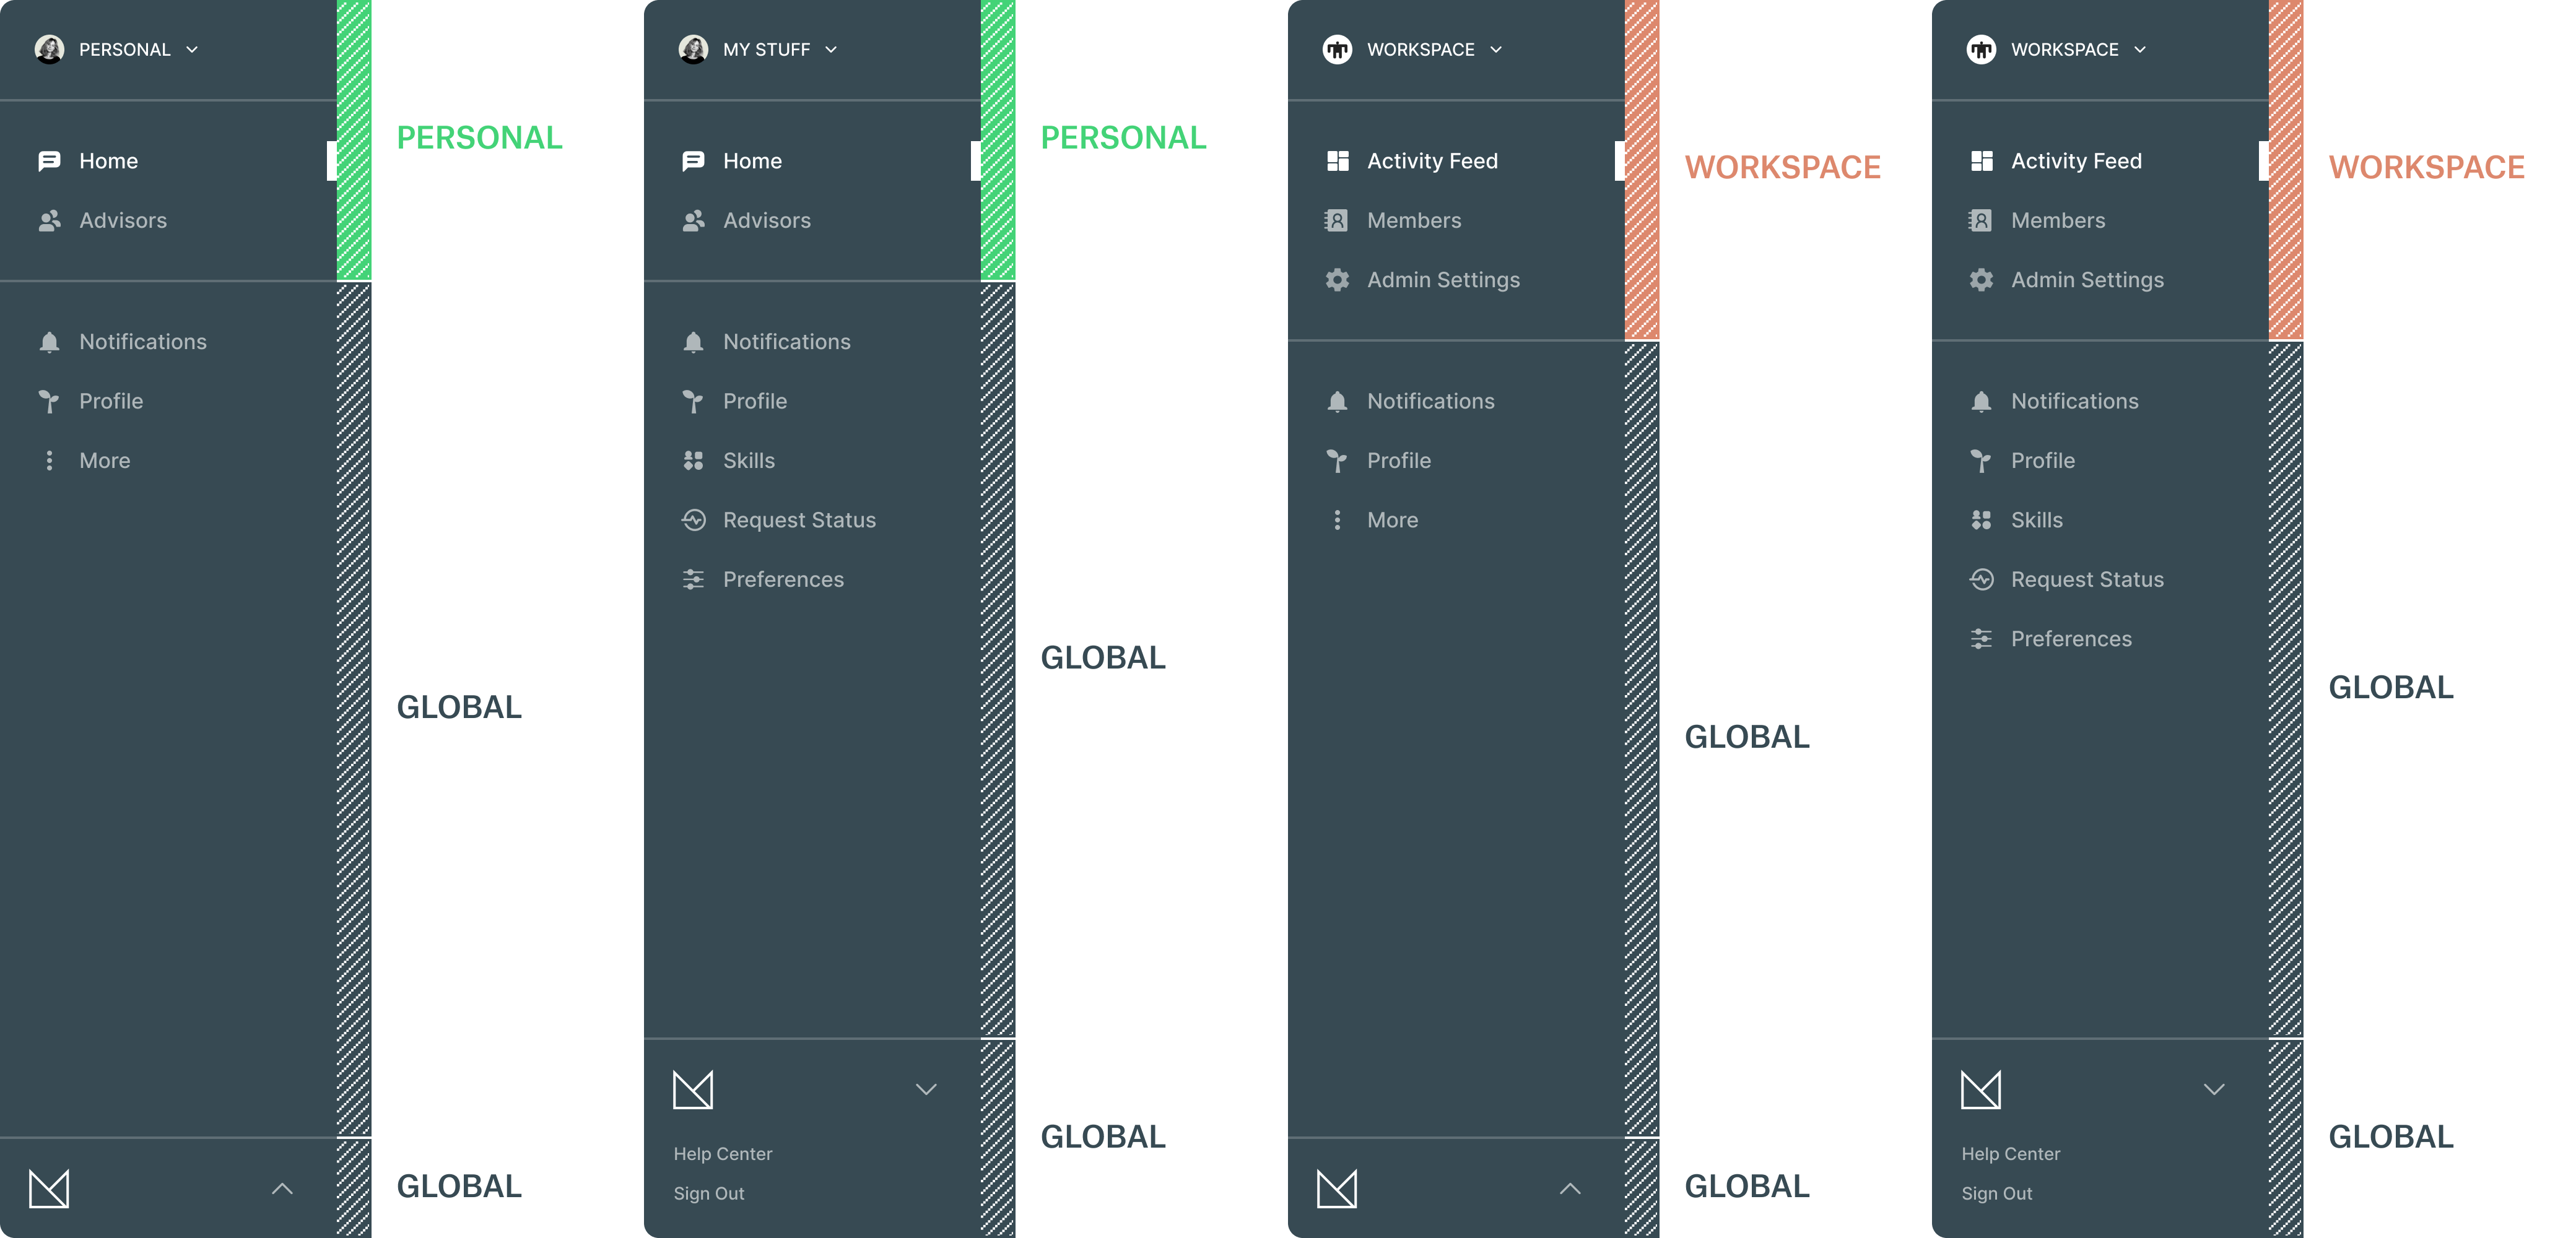 PERSONAL
Home
Advisors
Notifications
Profile
More
PERSONAL
GLOBAL
GLOBAL
MY STUFF
Home
Advisors
Notifications
Profile
Skills
Request Status
Preferences
Help Center
Sign Out
PERSONAL
GLOBAL
GLOBAL
WORKSPACE
Activity Feed
Members
Admin Settings
Notifications
Profile
More
WORKSPACE
GLOBAL
GLOBAL
WORKSPACE
Activity Feed
Members
Admin Settings
Notifications
Profile
Skills
Request Status
Preferences
Help Center
Sign Out
WORKSPACE
GLOBAL
GLOBAL